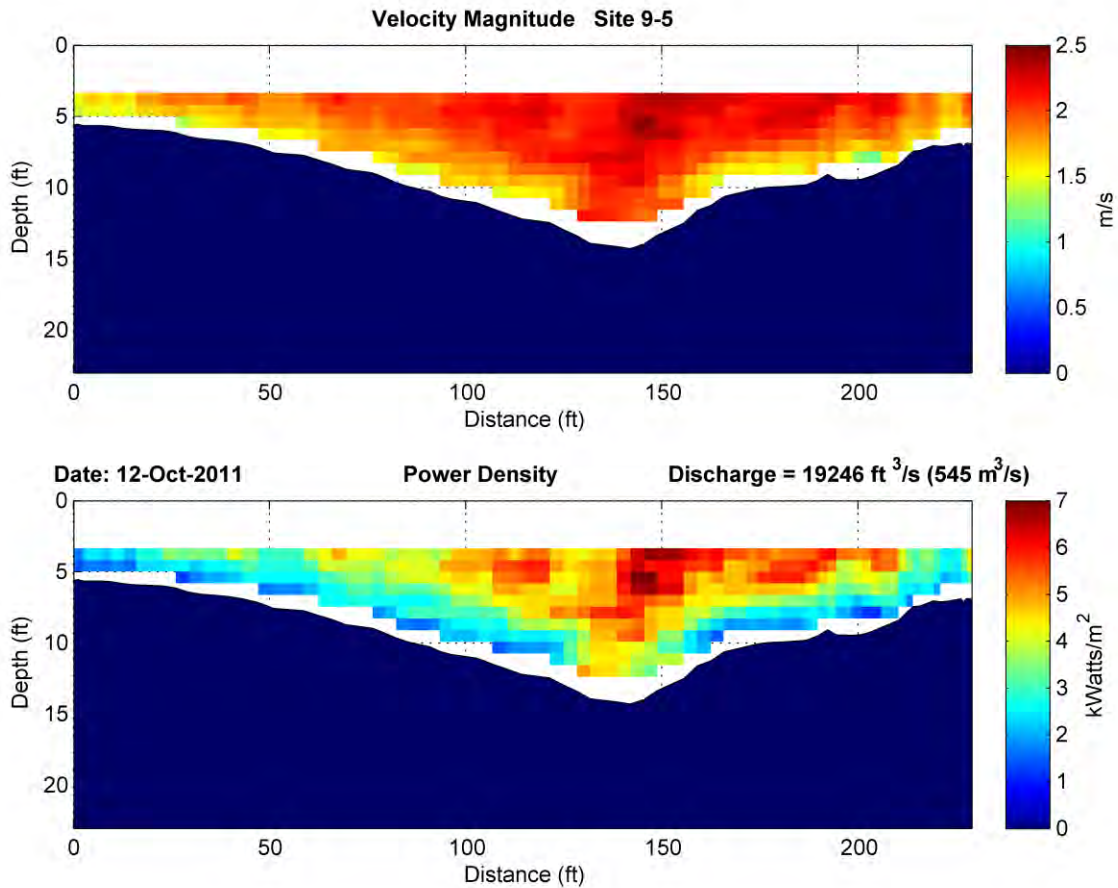 Velocity Magnitude Site 9-5
0
5
10
15
20
Depth (ft)
0 50 100 150 200
Distance (ft)
2.5
2
1.5
1
0.5
0
m/s
Date: 12-Oct-2011 Power Density Discharge = 19246 ft ³/s (545 m³/s)
0
5
10
15
20
Depth (ft)
0 50 100 150 200
Distance (ft)
7
6
5
4
3
2
1
0
kWatts/m²